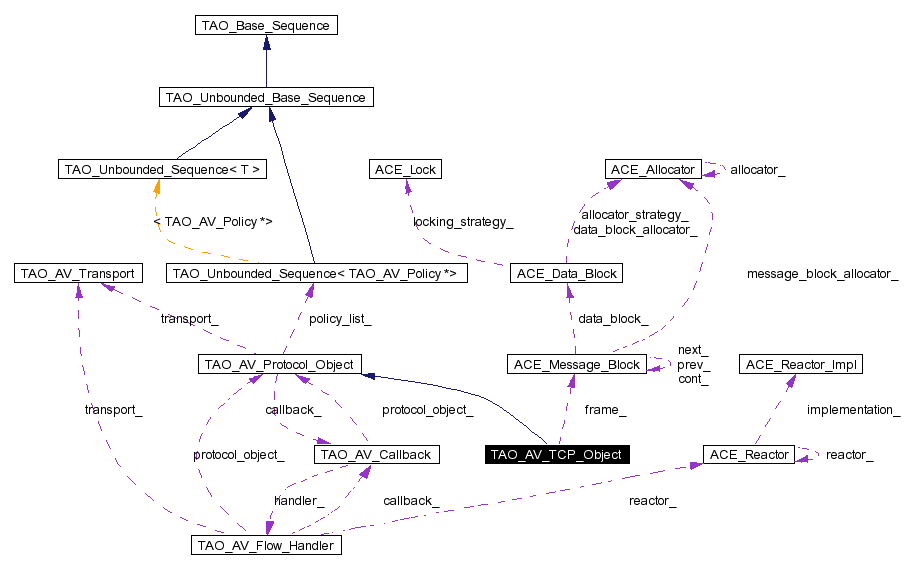 TAO_Base_Sequence
TAO_Unbounded_Base_Sequence
TAO_Unbounded_Sequence< T >
ACE_Lock
ACE_Allocator
allocator_
< TAO_AV_Policy *>
locking_strategy_
allocator_strategy_
data_block_allocator_
TAO_AV_Transport
TAO_Unbounded_Sequence< TAO_AV_Policy *>
ACE_Data_Block
message_block_allocator_
transport_
policy_list_
data_block_
TAO_AV_Protocol_Object
ACE_Message_Block
next_
prev_
cont_
ACE_Reactor_Impl
transport_
callback_
protocol_object_
frame_
implementation_
protocol_object_
TAO_AV_Callback
TAO_AV_TCP_Object
ACE_Reactor
reactor_
handler_
callback_
reactor_
TAO_AV_Flow_Handler